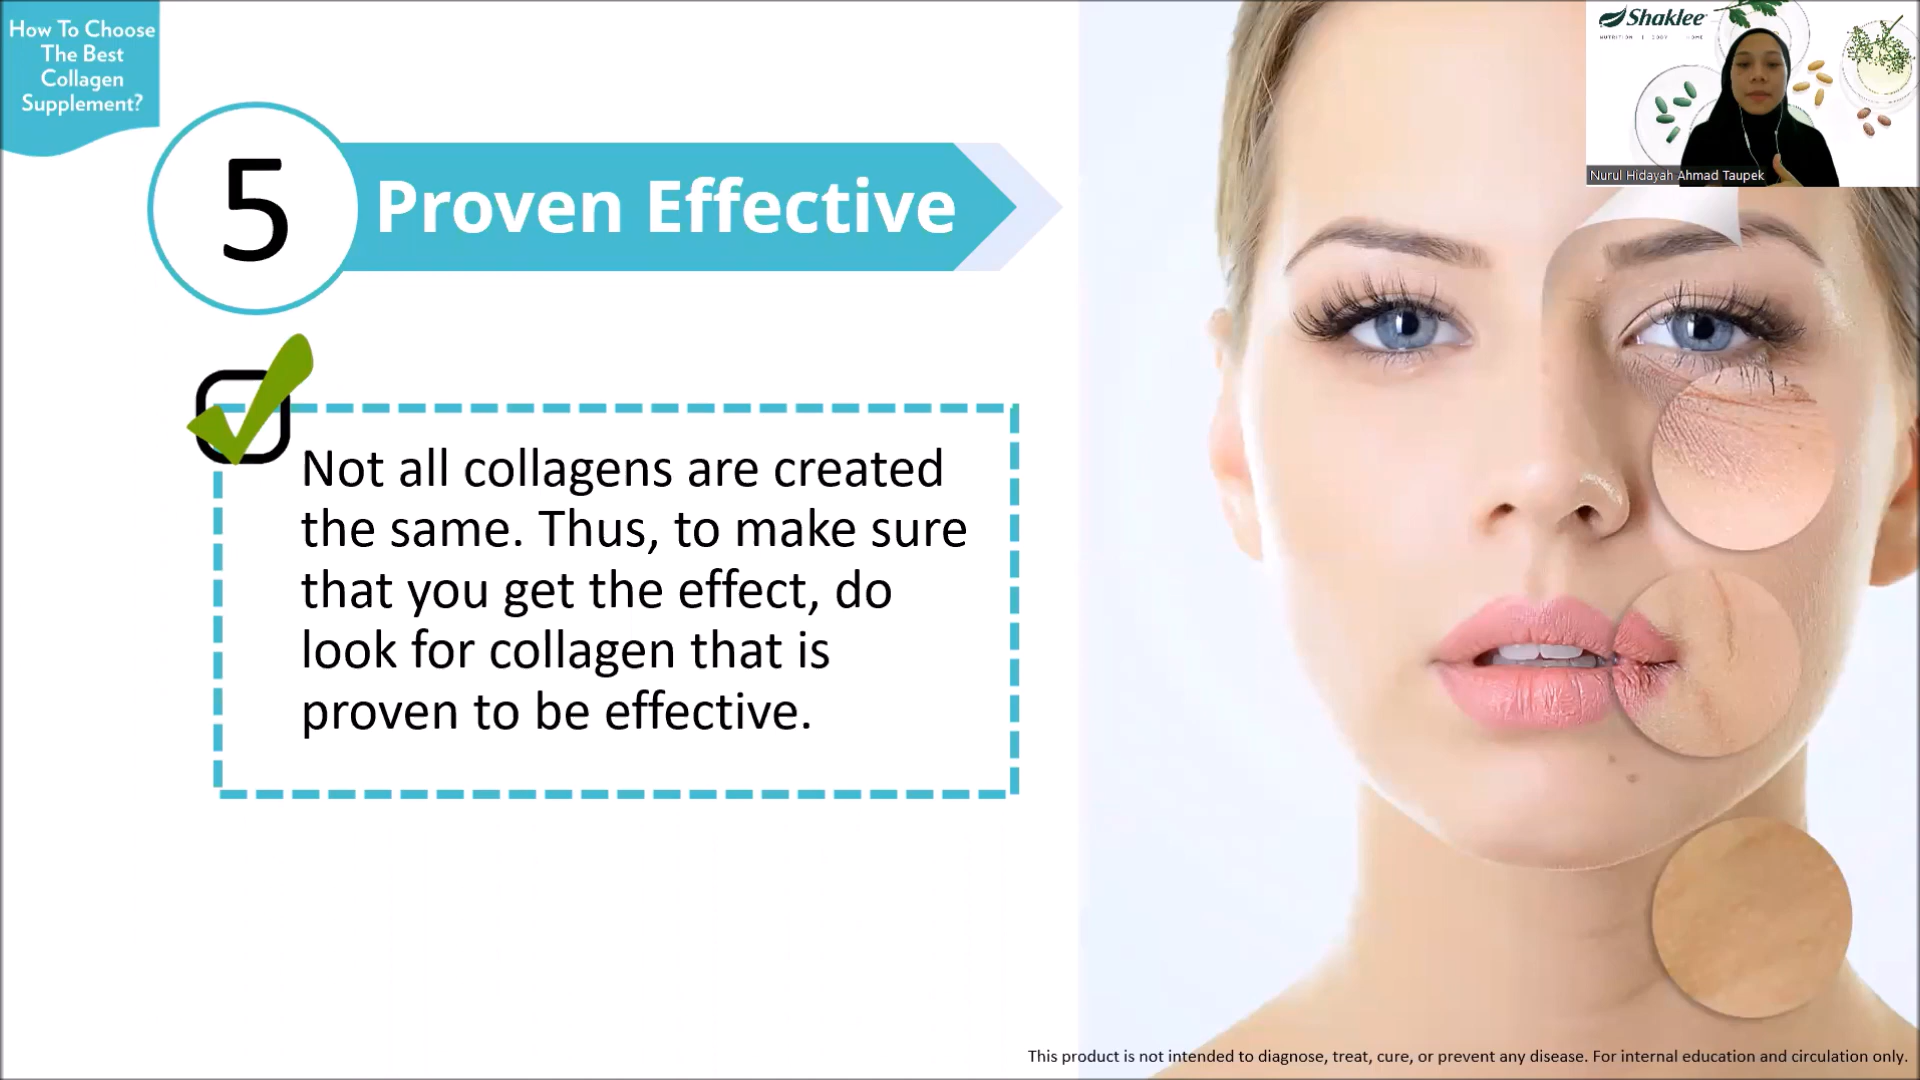 How To Choose
The Best
Collagen
Supplement?
5
Proven Effective
Not all collagens are created
the same. Thus, to make sure
that you get the effect, do
look for collagen that is
proven to be effective.
Shaklee
NUTRITION | BODY HOME
Nurul Hidayah Ahmad Taupek
This product is not intended to diagnose, treat, cure, or prevent any disease. For internal education and circulation only.